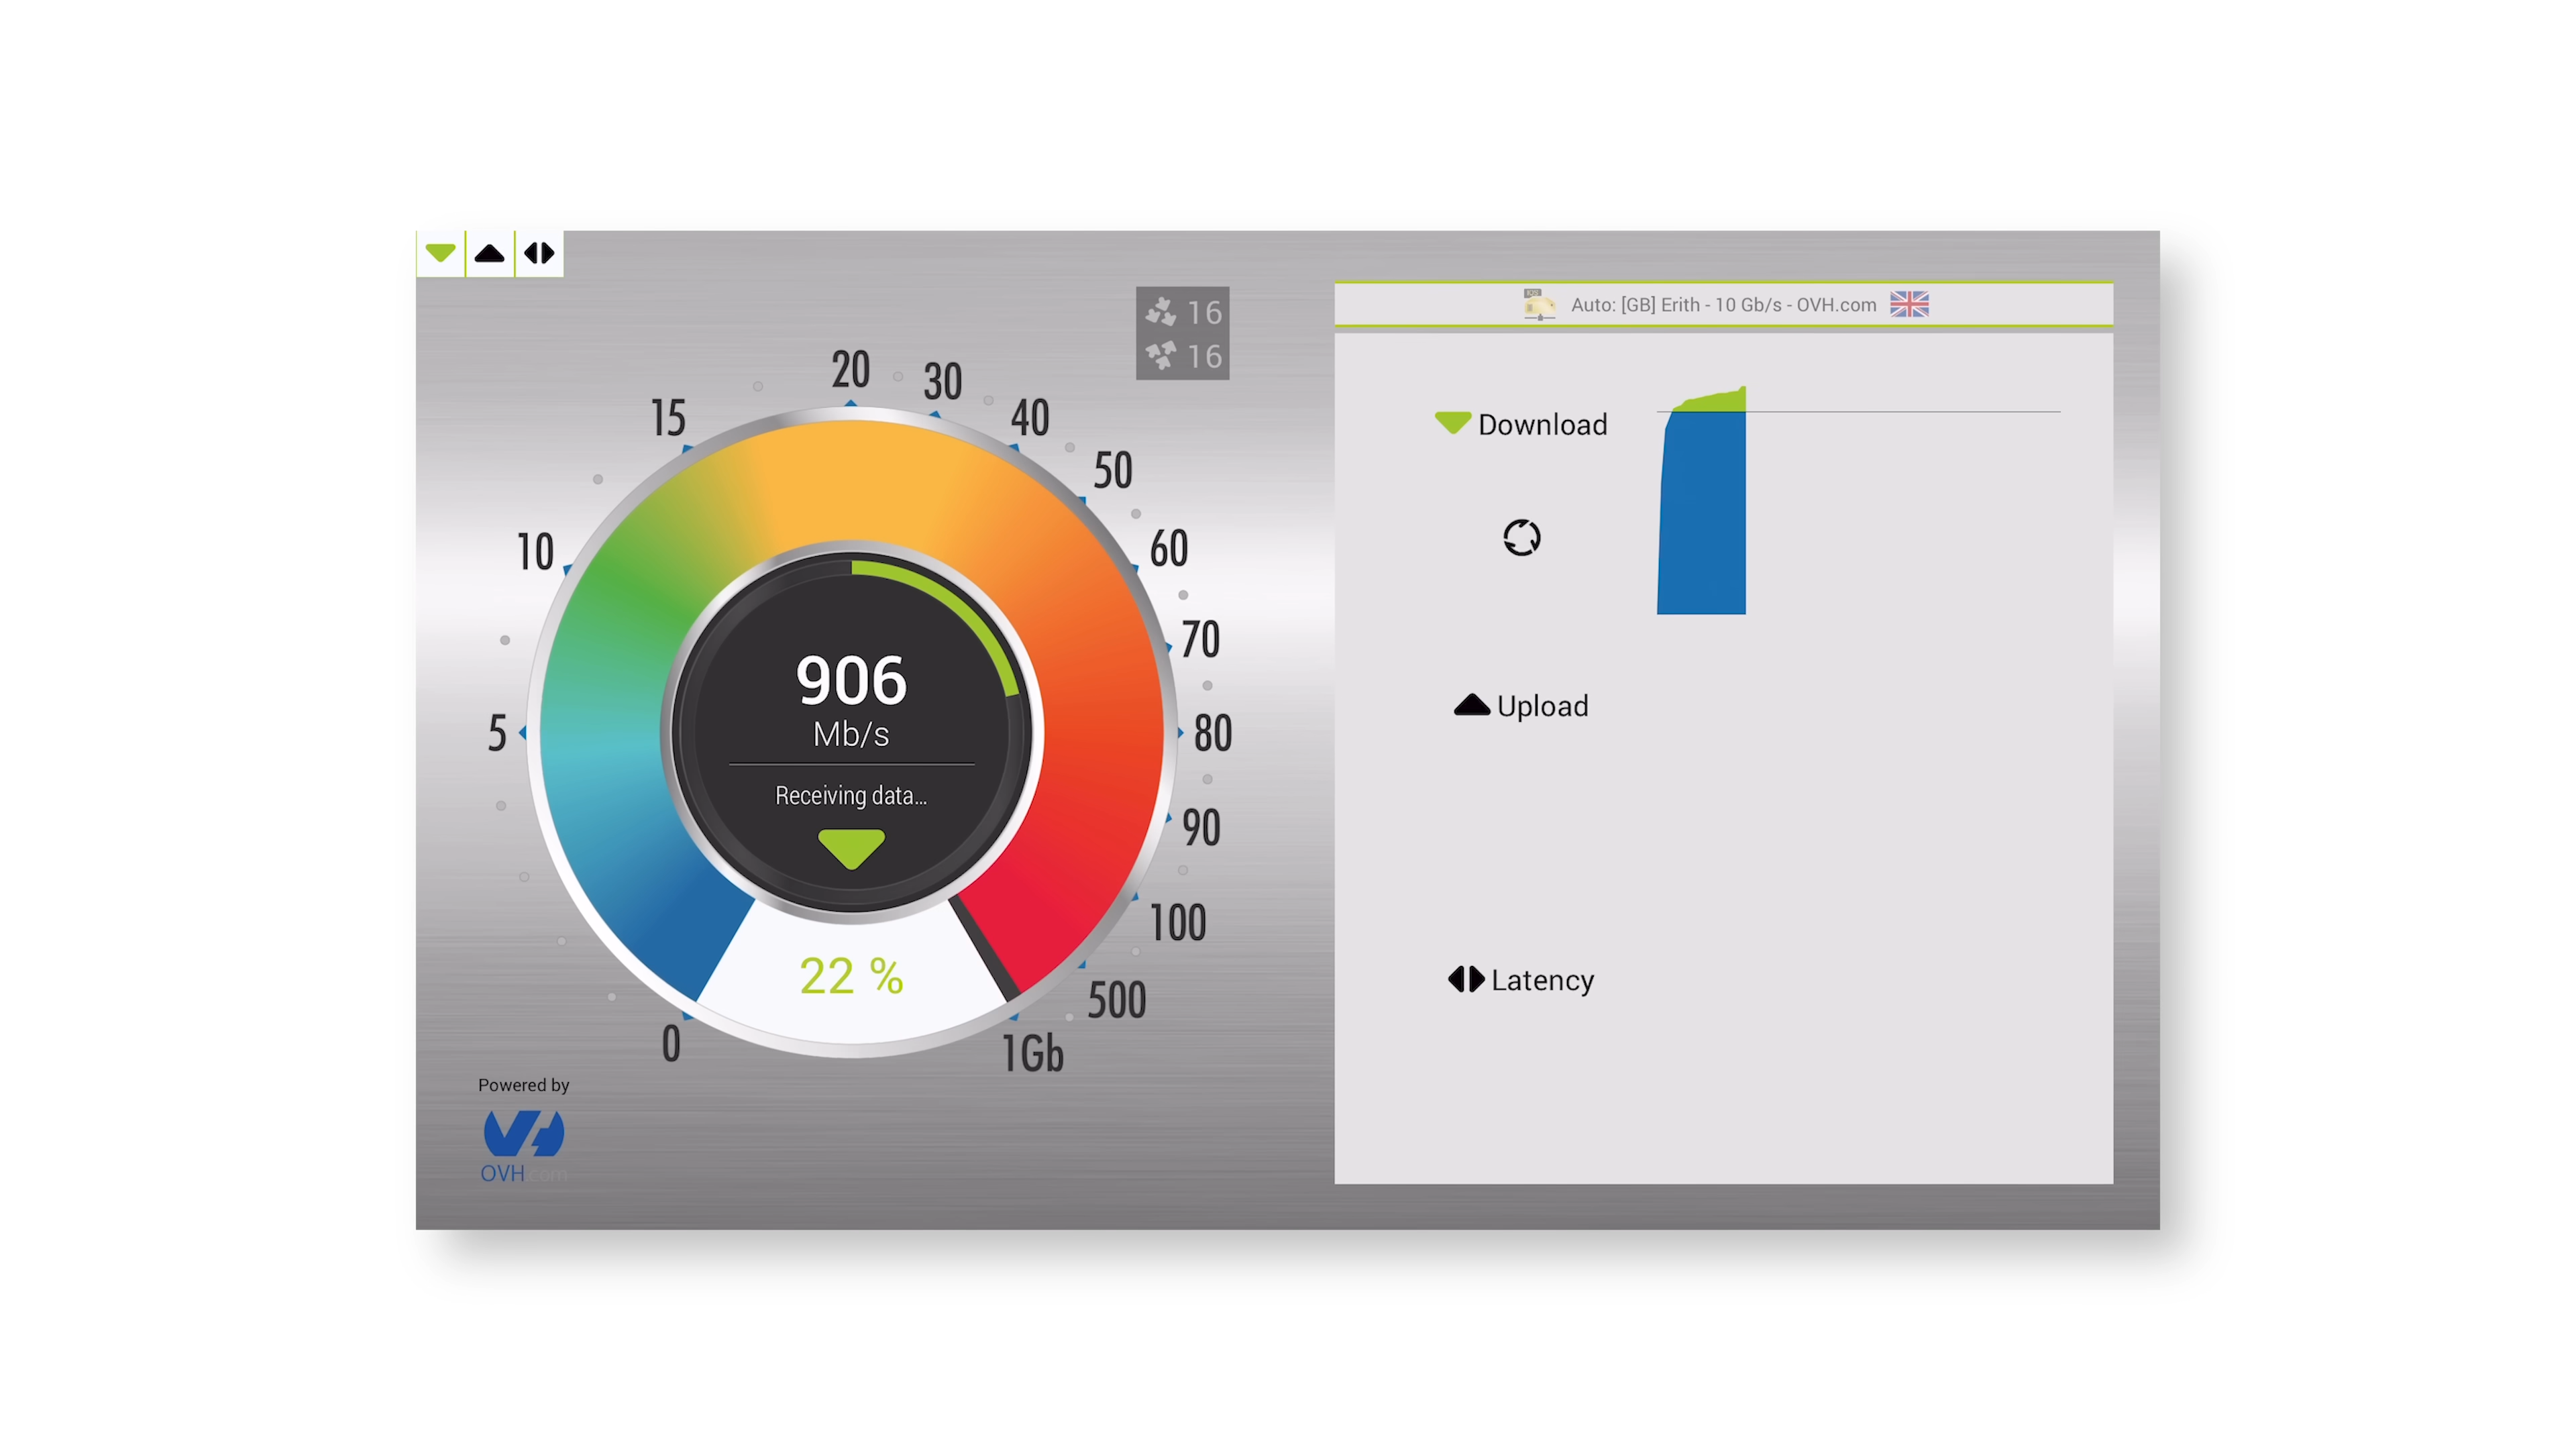 16
16
Auto: [GB] Erith - 10 Gb/s - OVH.com
20
30
40
15
50
10
60
70
5
80
90
100
500
1Gb
0
906
Mb/s
Receiving data...
22 %
Powered by
OVH.com
Download
Upload
Latency